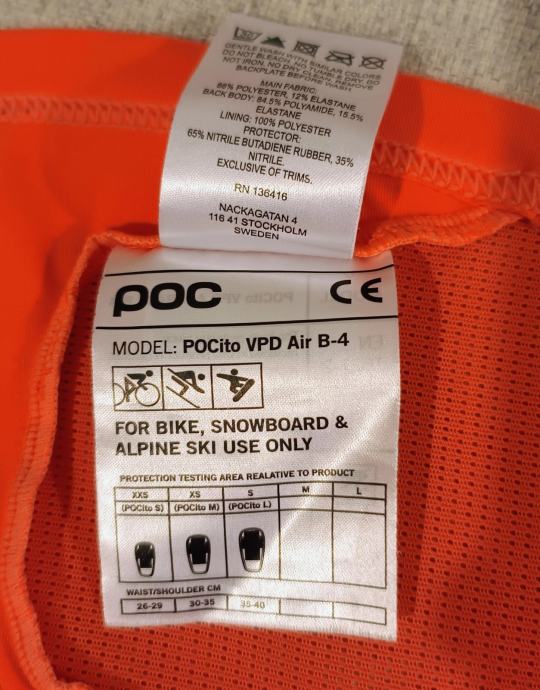 GENTLE WASH WITH SIMILAR COLORS
DO NOT BLEACH. NO TUMBLE DRY. DO
NOT IRON. NO DRY CLEAN. REMOVE
BACKPLATE BEFORE WASH
MAIN FABRIC:
88% POLYESTER, 12% ELASTANE
BACK BODY: 84.5% POLYAMIDE, 15.5%
ELASTANE
LINING: 100% POLYESTER
PROTECTOR:
65% NITRILE BUTADIENE RUBBER, 35%
NITRILE.
EXCLUSIVE OF TRIMS.
RN 136416
NACKAGATAN 4
116 41 STOCKHOLM
SWEDEN
POC CE
MODEL: POCito VPD Air B-4
FOR BIKE, SNOWBOARD &
ALPINE SKI USE ONLY
PROTECTION TESTING AREA REALATIVE TO PRODUCT
XXS XS S M L
(POCito S) (POCito M) (POCito L)
WAIST/SHOULDER CM
26-29 30-35 35-40